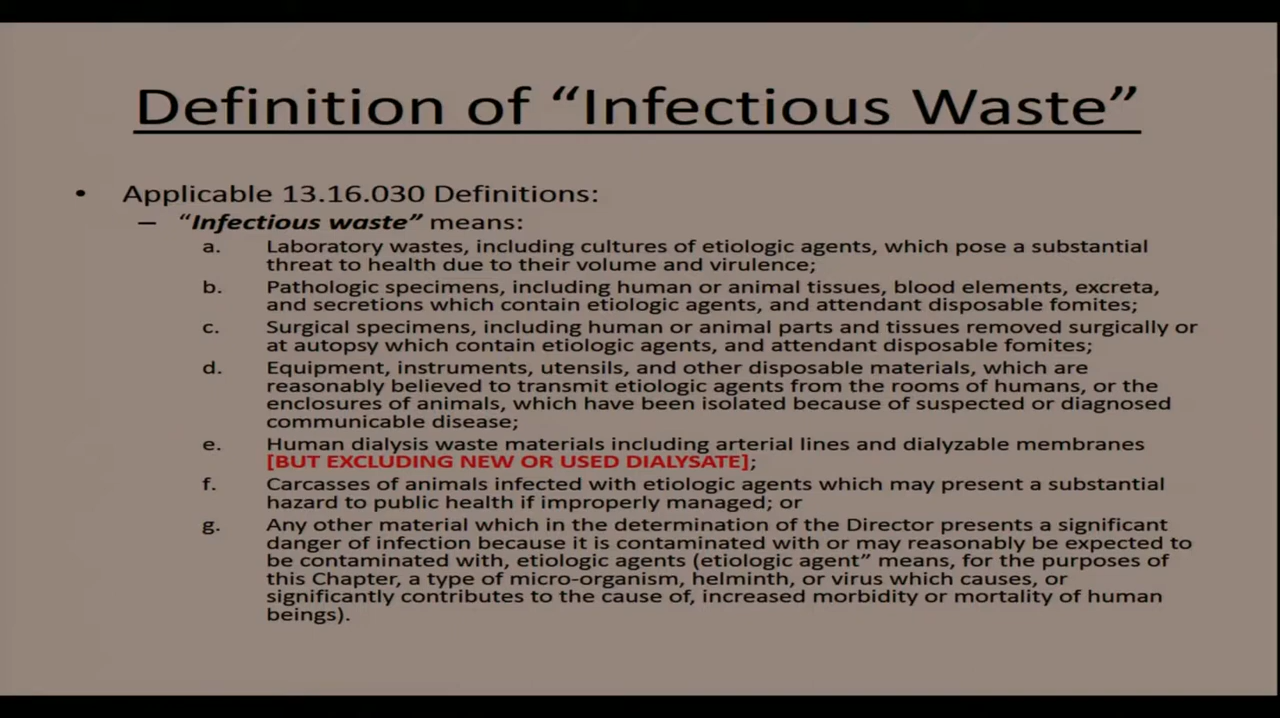 Definition of “Infectious Waste”
• Applicable 13.16.030 Definitions:
– “Infectious waste” means:
a. Laboratory wastes, including cultures of etiologic agents, which pose a substantial
threat to health due to their volume and virulence;
b. Pathologic specimens, including human or animal tissues, blood elements, excreta,
and secretions which contain etiologic agents, and attendant disposable fomites;
c. Surgical specimens, including human or animal parts and tissues removed surgically or
at autopsy which contain etiologic agents, and attendant disposable fomites;
d. Equipment, instruments, utensils, and other disposable materials, which are
reasonably believed to transmit etiologic agents from the rooms of humans, or the
enclosures of animals, which have been isolated because of suspected or diagnosed
communicable disease;
e. Human dialysis waste materials including arterial lines and dialyzable membranes
[BUT EXCLUDING NEW OR USED DIALYSATE];
f. Carcasses of animals infected with etiologic agents which may present a substantial
hazard to public health if improperly managed; or
g. Any other material which in the determination of the Director presents a significant
danger of infection because it is contaminated with or may reasonably be expected to
be contaminated with, etiologic agents (etiologic agent” means, for the purposes of
this Chapter, a type of micro-organism, helminth, or virus which causes, or
significantly contributes to the cause of, increased morbidity or mortality of human
beings).